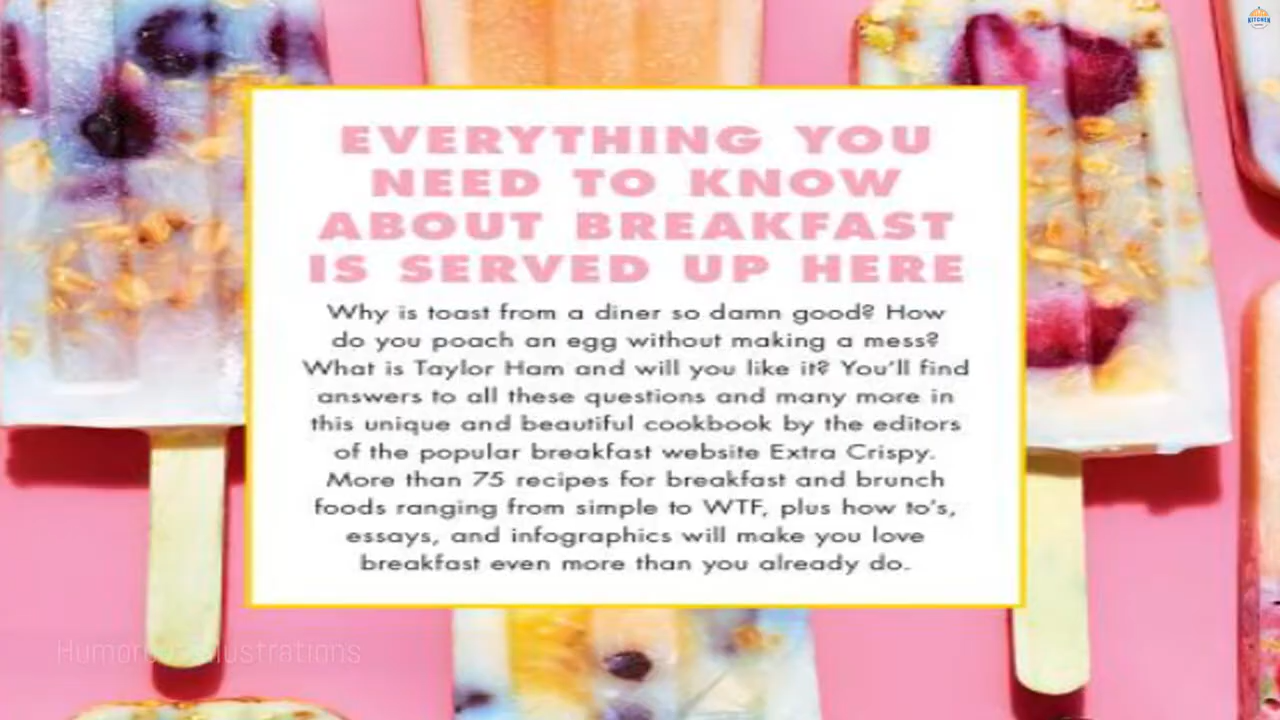 KITCHEN
EVERYTHING YOU
NEED TO KNOW
ABOUT BREAKFAST
IS SERVED UP HERE
Why is toast from a diner so damn good? How
do you poach an egg without making a mess?
What is Taylor Ham and will you like it? You'll find
answers to all these questions and many more in
this unique and beautiful cookbook by the editors
of the popular breakfast website Extra Crispy.
More than 75 recipes for breakfast and brunch
foods ranging from simple to WTF, plus how to's,
essays, and infographics will make you love
breakfast even more than you already do.